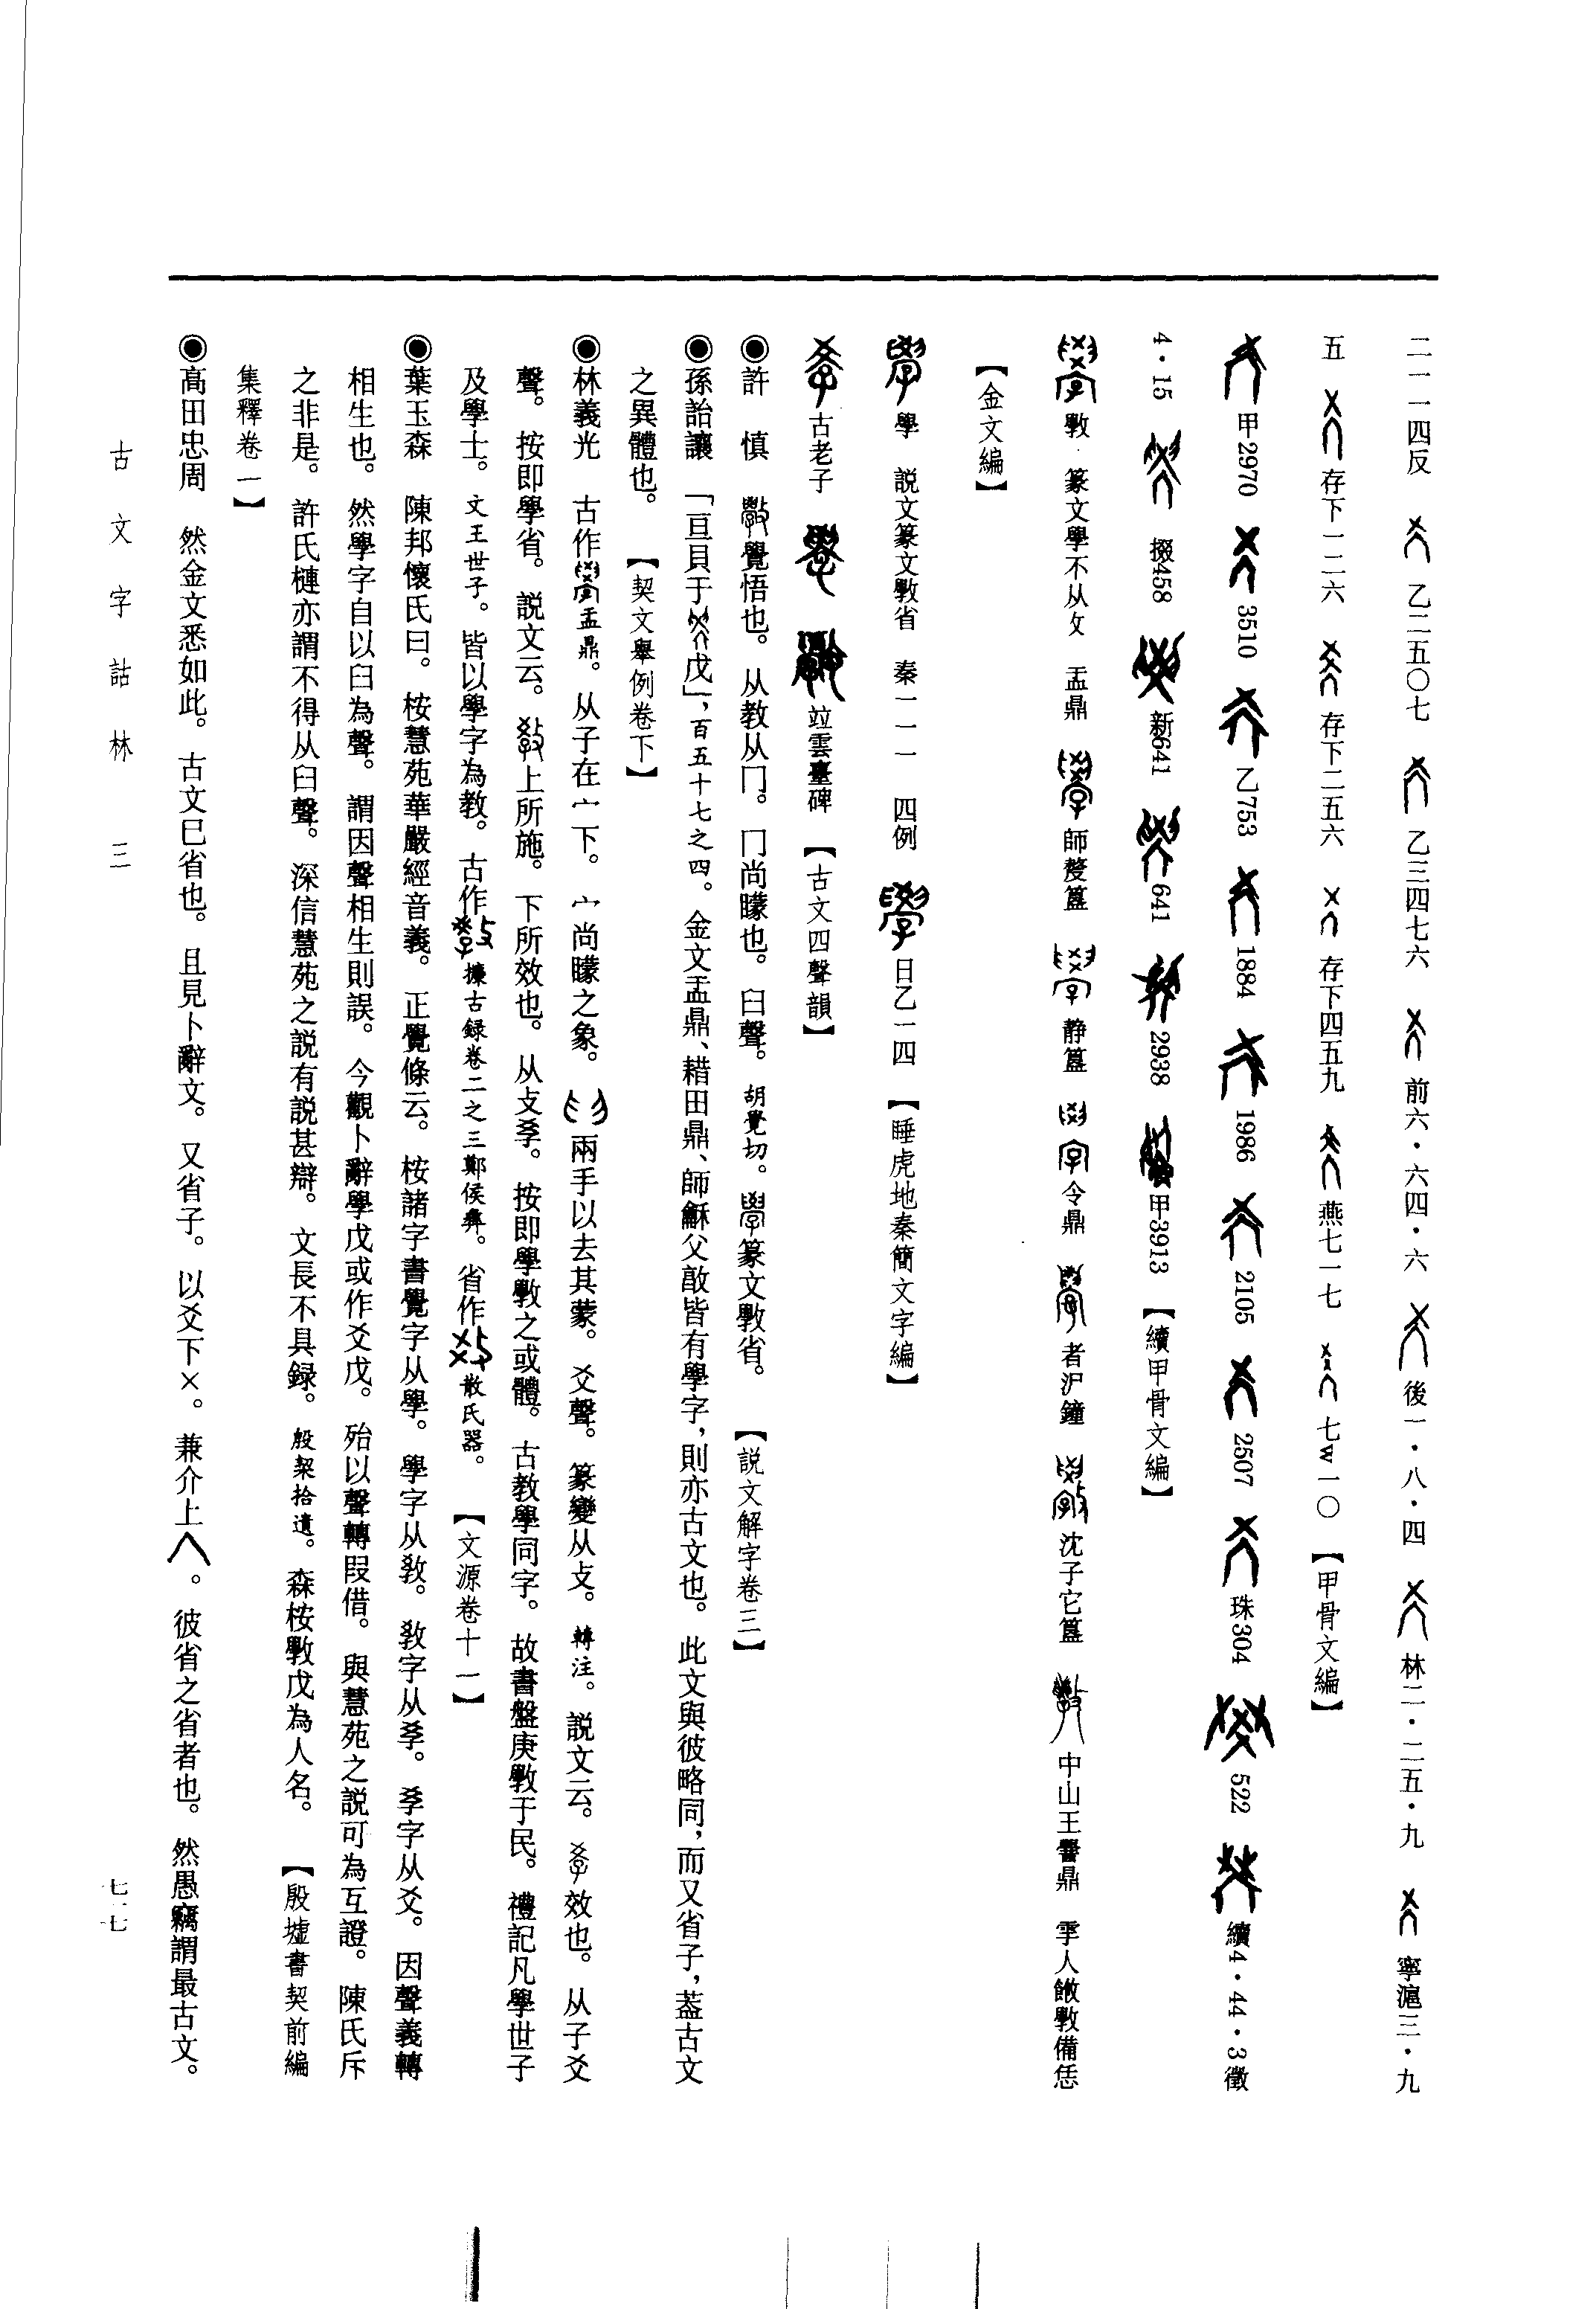 二一一四反 乙二五〇七 乙三四七六 前六·六四·六 後一·八·四 林二·二五·九 寧滬三·九
五 存下一二六 存下二五六 存下四五九 燕七一七 七W一〇 【甲骨文編】
甲2970 3510 乙753 1884 1986 2105 2507 珠304 522 續4·44·3 徵
4·15 掇458 新641 641 2938 甲3913 【續甲骨文編】
斆 篆文學不从攵 盂鼎 師𠩺簋 静簋 令鼎 者沪鐘 沈子它簋 中山王䜭鼎 雩人斆備恁
【金文編】
學 説文篆文斆省 秦一一一 四例 日乙一四 【睡虎地秦簡文字編】
古老子 竝雲臺碑 【古文四聲韻】
◉許 慎 覺悟也。从教从冂。冂尚矇也。𦥑聲。胡覺切。篆文斆省。 【説文解字卷三】
◉孫詒讓 「亘貝于 戊」,百五十七之四。金文盂鼎、耤田鼎、師龢父敃皆有學字,則亦古文也。此文與彼略同,而又省子,葢古文
之異體也。 【契文舉例卷下】
◉林義光 古作 盂鼎。从子在宀下。宀尚矇之象。 兩手以去其蒙。爻聲。篆變从攴。轉注。説文云。 效也。从子爻
聲。按即學省。説文云。 上所施。下所效也。从攴孝。按即學斆之或體。古教學同字。故書盤庚斆于民。禮記凡學世子
及學士。文王世子。皆以學字為教。古作 攈古録卷二之三鄭侯彝。省作 散氏器。 【文源卷十一】
◉葉玉森 陳邦懷氏曰。桉慧苑華嚴經音義。正覺條云。桉諸字書覺字从學。學字从教。教字从孝。孝字从爻。因聲義轉
相生也。然學字自以𦥑為聲。謂因聲相生則誤。今觀卜辭學戊或作爻戊。殆以聲轉叚借。與慧苑之説可為互證。陳氏斥
之非是。許氏槤亦謂不得从𦥑聲。深信慧苑之説有説甚辯。文長不具録。殷栔拾遺。森桉斆戊為人名。 【殷墟書契前編
集釋卷一】
◉高田忠周 然金文悉如此。古文巳省也。且見卜辭文。又省子。以爻下×。兼介上 。彼省之省者也。然愚竊謂最古文。
古文字詁林 三
七一七